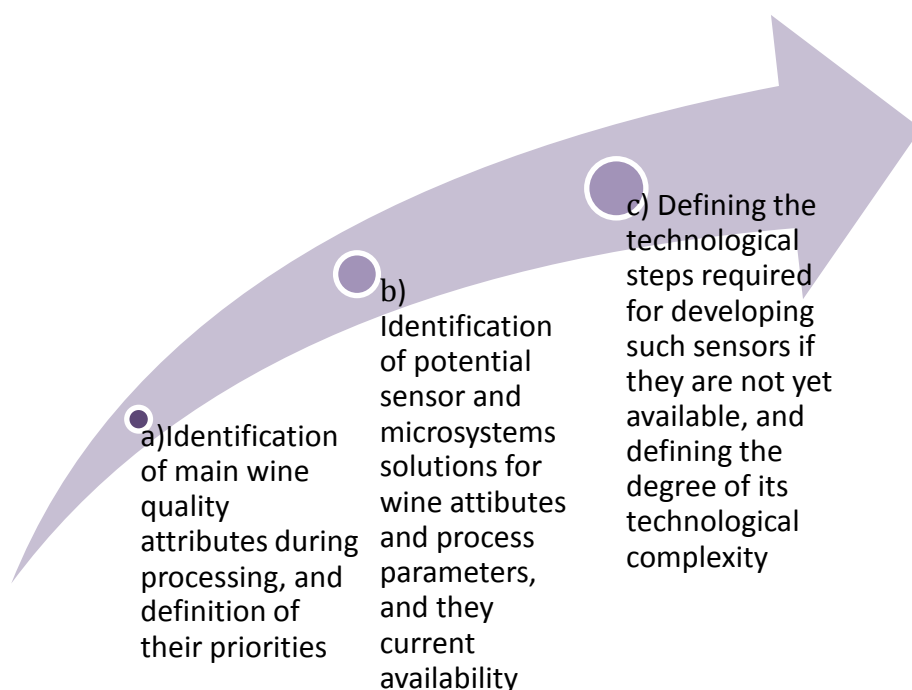 a)Identification
of main wine
quality
attributes during
processing, and
definition of
their priorities
b)
Identification
of potential
sensor and
microsystems
solutions for
wine attibutes
and process
parameters,
and they
current
availability
c) Defining the
technological
steps required
for developing
such sensors if
they are not yet
available, and
defining the
degree of its
technological
complexity